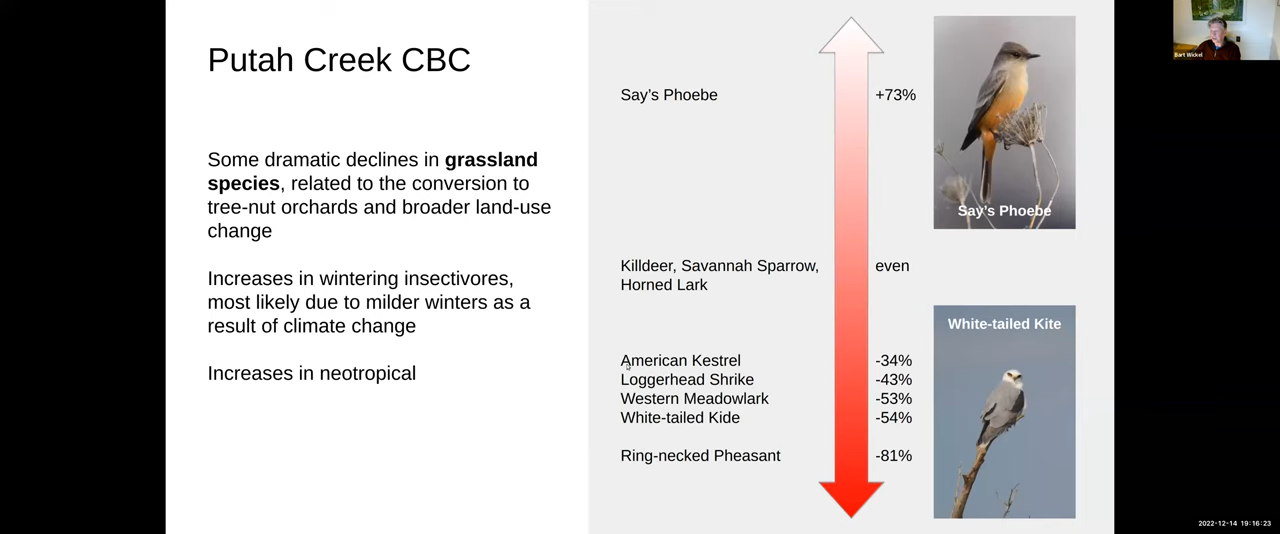 Putah Creek CBC
Some dramatic declines in grassland
species, related to the conversion to
tree-nut orchards and broader land-use
change
Increases in wintering insectivores,
most likely due to milder winters as a
result of climate change
Increases in neotropical
Say's Phoebe +73%
Killdeer, Savannah Sparrow, even
Horned Lark
American Kestrel -34%
Loggerhead Shrike -43%
Western Meadowlark -53%
White-tailed Kide -54%
Ring-necked Pheasant -81%
Say's Phoebe
White-tailed Kite
Bart Wickel
2022-12-14 19:16:23